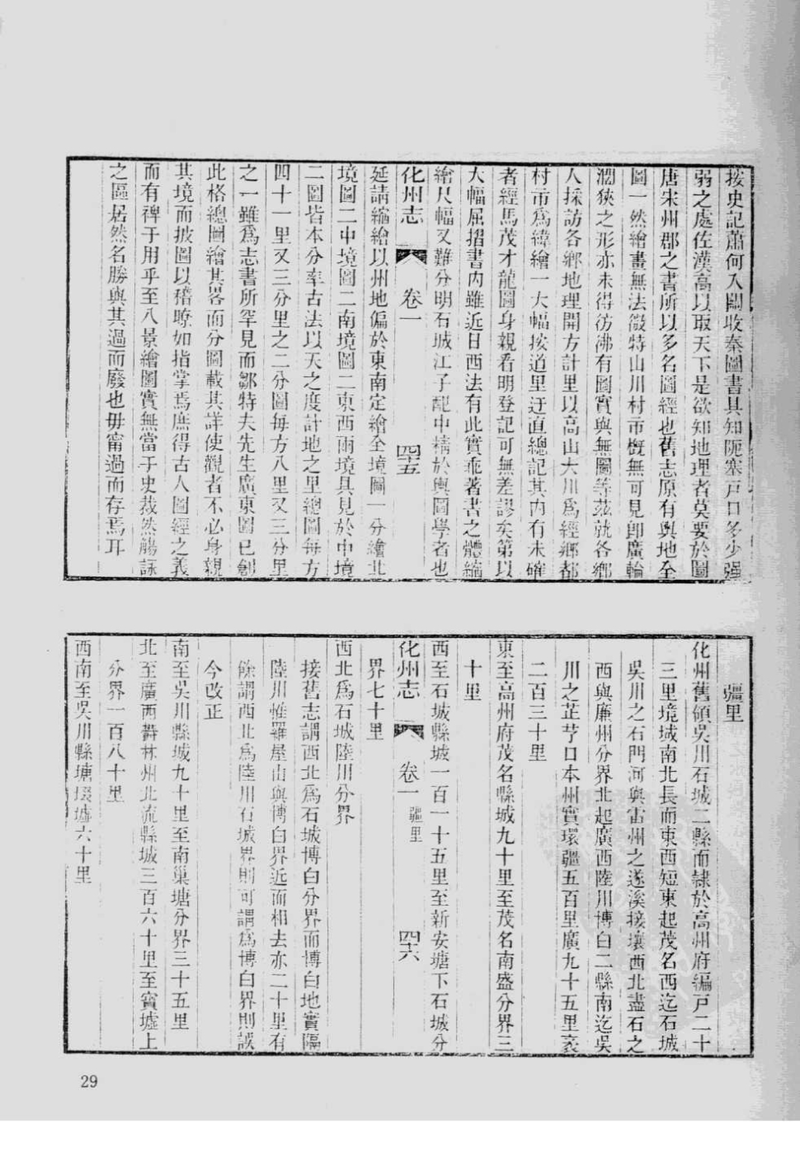 按史記蕭何入關收秦圖書具知阨塞戸口多少强
弱之處佐漢高以取天下是欲知地理者莫要於圖
唐宋州郡之書所以多名圖經也舊志原有輿地全
圖一然繪畫無法微特山川村市概無可見卽廣輪
濶狹之形亦未得彷彿有圖實與無圖等茲就各鄉
人採訪各鄉地理開方計里以高山大川爲經鄉都
村市爲緯繪一大幅按道里迂直總記其内有未確
者經馬茂才龍圖身親看明登記可無差謬矣第以
大幅屈摺書内雖近日西法有此實乖著書之體縮
繪尺幅又難分明石城江子配中精於輿圖學者也
化州志 卷一 四十五
延請縮繪以州地偏於東南定繪全境圖一分繪北
境圖二中境圖二南境圖二東西兩境具見於中境
二圖皆本分率古法以天之度計地之里總圖每方
四十一里又三分里之二分圖每方八里又三分里
之一雖爲志書所罕見而鄒特夫先生廣東圖已創
此格總圖繪其畧而分圖載其詳使觀者不必身親
其境而披圖以稽瞭如指掌焉庶得古人圖經之義
而有裨于用乎至八景繪圖實無當于史裁然觴詠
之區居然名勝與其過而廢也毋甯過而存焉耳
疆里
化州舊領吳川石城二縣而隸於高州府編戸二十
三里境域南北長而東西短東起茂名西迄石城
吳川之石門河與雷州之遂溪接壤西北盡石之
西與廉州分界北起廣西陸川博白二縣南迄吳
川之芷艼口本州實環疆五百里廣九十五里袤
二百三十里
東至高州府茂名縣城九十里至茂名南盛分界三
十里
西至石城縣城一百一十五里至新安塘下石城分
化州志 卷一 疆里 四十六
界七十里
西北爲石城陸川分界
按舊志謂西北爲石城博白分界而博白地實隔
陸川惟羅屋山與博白界近而相去亦二十里有
餘謂西北爲陸川石城界則可謂爲博白界則誤
今改正
南至吳川縣城九十里至南巢塘分界三十五里
北至廣西鬱林州北流縣城三百六十里至賓墟上
分界一百八十里
西南至吳川縣塘㙍墟六十里
29